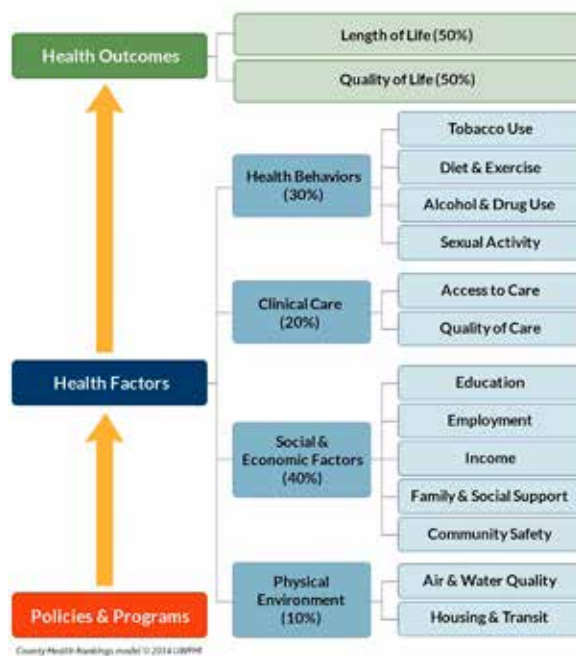 Health Outcomes
Length of Life (50%)
Quality of Life (50%)
Health Behaviors
(30%)
Tobacco Use
Diet & Exercise
Alcohol & Drug Use
Sexual Activity
Clinical Care
(20%)
Access to Care
Quality of Care
Health Factors
Social &
Economic Factors
(40%)
Education
Employment
Income
Family & Social Support
Community Safety
Physical
Environment
(10%)
Air & Water Quality
Housing & Transit
Policies & Programs
County Health Rankings model © 2014 UWPHI